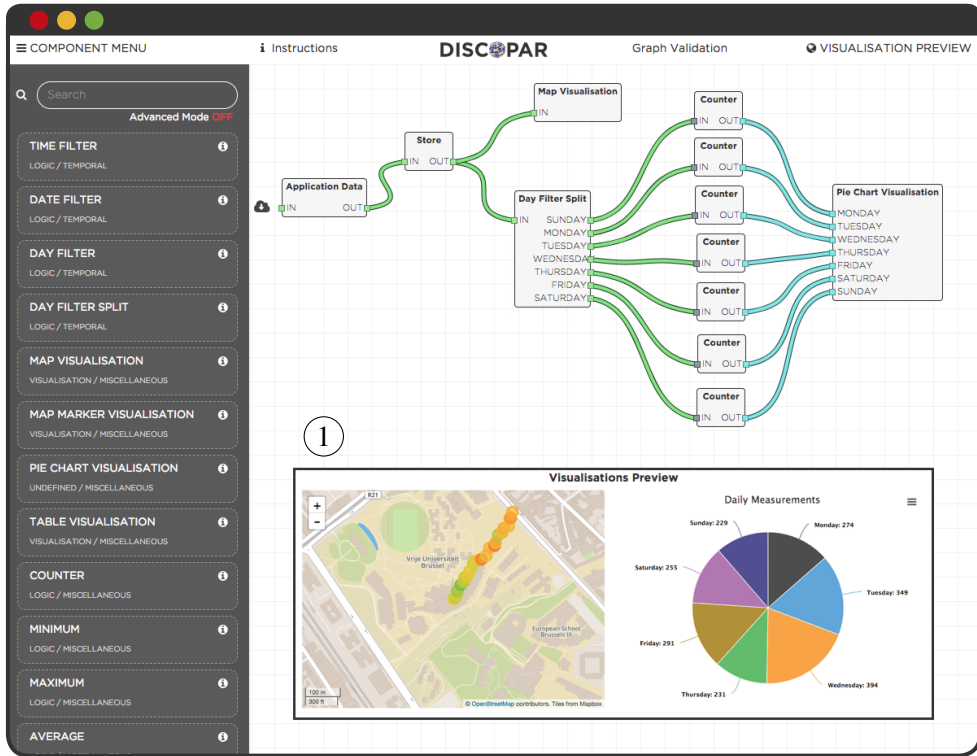 COMPONENT MENU
Instructions
DISCOPAR
Graph Validation
VISUALISATION PREVIEW
Search
Advanced Mode OFF
TIME FILTER
LOGIC / TEMPORAL
DATE FILTER
LOGIC / TEMPORAL
DAY FILTER
LOGIC / TEMPORAL
DAY FILTER SPLIT
LOGIC / TEMPORAL
MAP VISUALISATION
VISUALISATION / MISCELLANEOUS
MAP MARKER VISUALISATION
VISUALISATION / MISCELLANEOUS
PIE CHART VISUALISATION
UNDEFINED / MISCELLANEOUS
TABLE VISUALISATION
VISUALISATION / MISCELLANEOUS
COUNTER
LOGIC / MISCELLANEOUS
MINIMUM
LOGIC / MISCELLANEOUS
MAXIMUM
LOGIC / MISCELLANEOUS
AVERAGE
Application Data
IN OUT
Store
IN OUT
Map Visualisation
IN
Day Filter Split
IN SUNDAY
MONDAY
TUESDAY
WEDNESDA
THURSDAY
FRIDAY
SATURDAY
Counter
IN OUT
Counter
IN OUT
Counter
IN OUT
Counter
IN OUT
Counter
IN OUT
Counter
IN OUT
Counter
IN OUT
Pie Chart Visualisation
MONDAY
TUESDAY
WEDNESDAY
THURSDAY
FRIDAY
SATURDAY
SUNDAY
1
Visualisations Preview
+
-
R21
Vrije Universiteit
Brussel
European School
Brussels III
100 m
300 ft
© OpenStreetMap contributors. Tiles from Mapbox
Daily Measurements
Sunday: 229
Monday: 274
Saturday: 255
Tuesday: 349
Friday: 291
Wednesday: 394
Thursday: 231